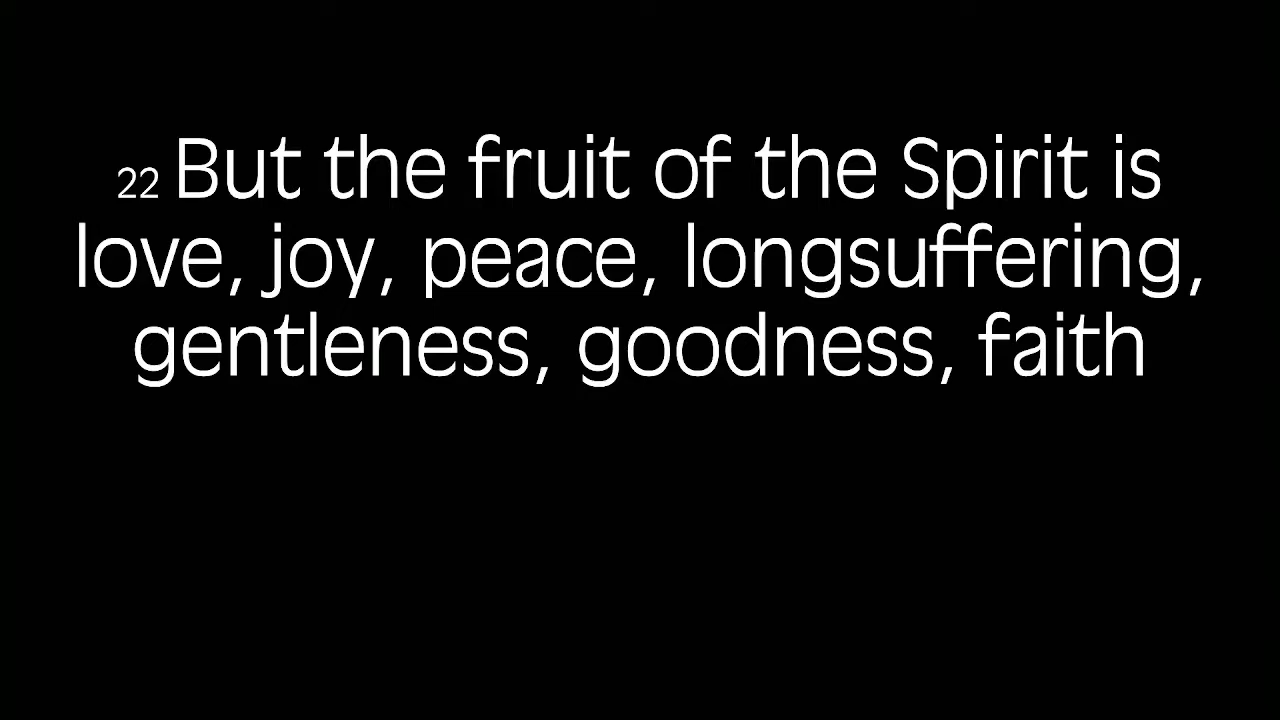 22 But the fruit of the Spirit is
love, joy, peace, longsuffering,
gentleness, goodness, faith